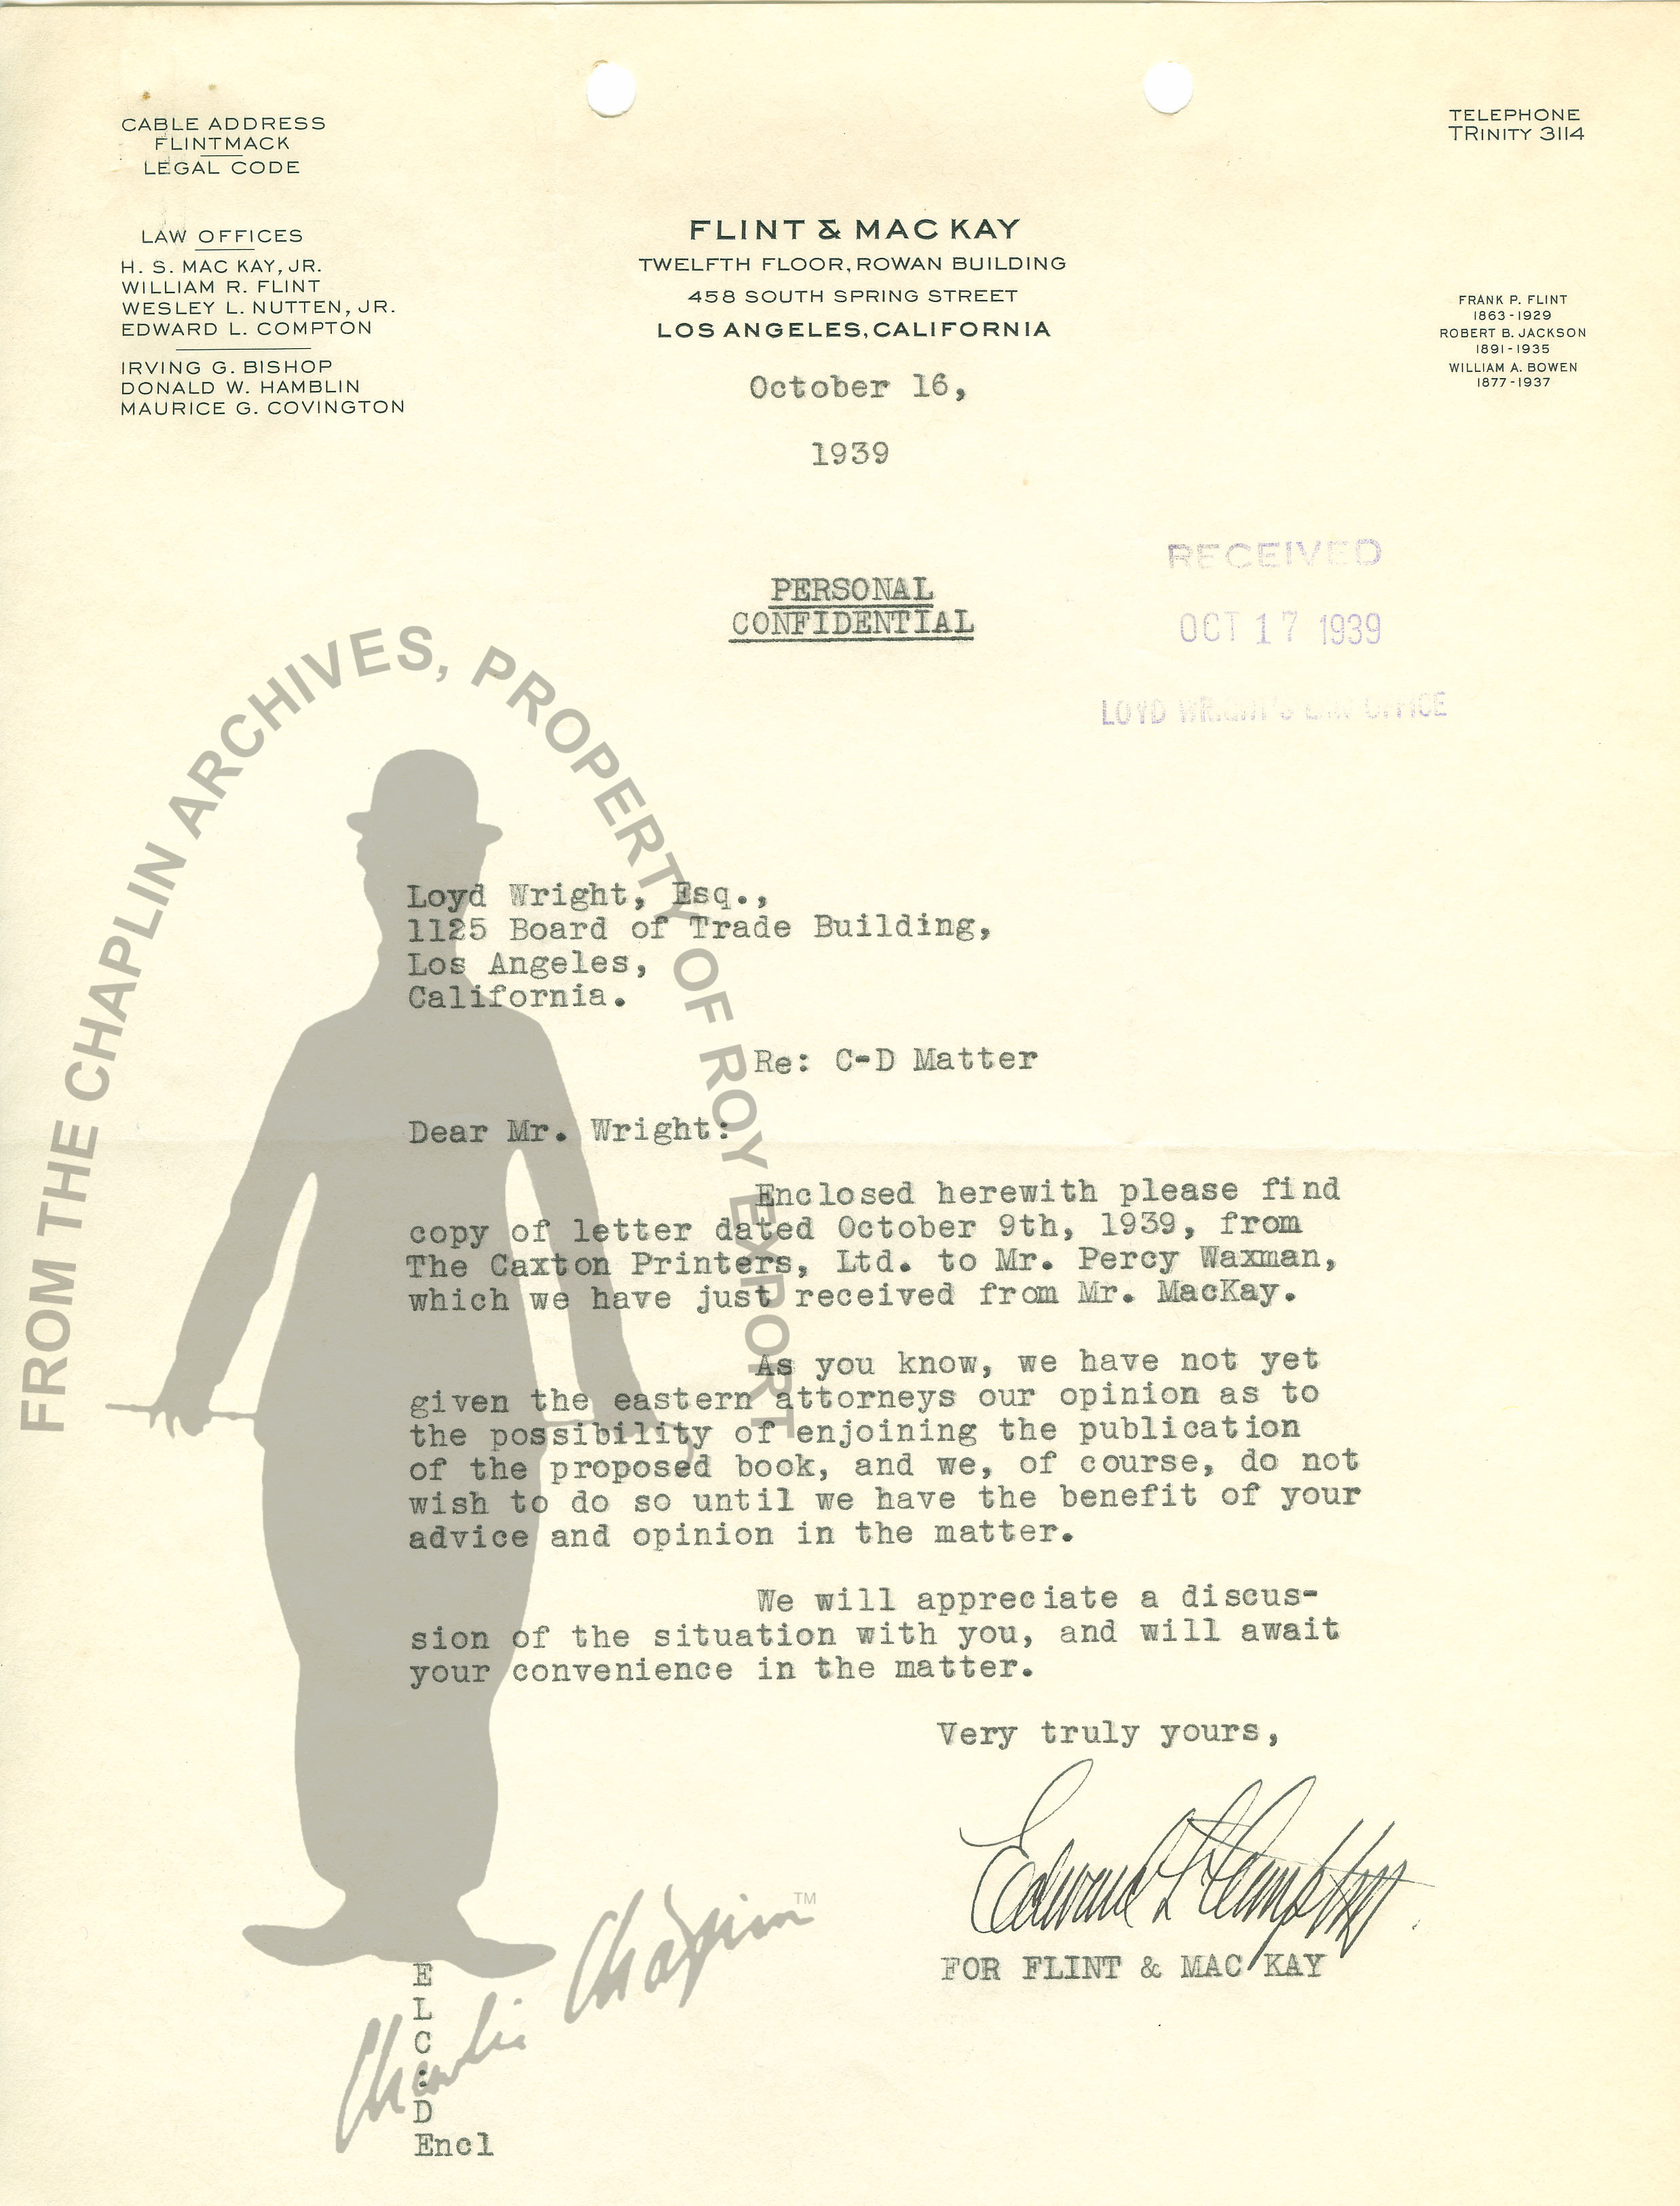 CABLE ADDRESS
FLINTMACK
LEGAL CODE
TELEPHONE
TRINITY 3114
LAW OFFICES
H. S. MAC KAY, JR.
WILLIAM R. FLINT
WESLEY L. NUTTEN, JR.
EDWARD L. COMPTON
IRVING G. BISHOP
DONALD W. HAMBLIN
MAURICE G. COVINGTON
FLINT & MAC KAY
TWELFTH FLOOR, ROWAN BUILDING
458 SOUTH SPRING STREET
LOS ANGELES, CALIFORNIA
FRANK P. FLINT
1863-1929
ROBERT B. JACKSON
1891-1935
WILLIAM A. BOWEN
1877-1937
October 16,
1939
RECEIVED
OCT 17 1939
LOYD WRIGHT'S LAW OFFICE
PERSONAL
CONFIDENTIAL
FROM THE CHAPLIN ARCHIVES, PROPERTY OF ROY EXPORT
Loyd Wright, Esq.,
1125 Board of Trade Building,
Los Angeles,
California.
Re: C-D Matter
Dear Mr. Wright:
Enclosed herewith please find
copy of letter dated October 9th, 1939, from
The Caxton Printers, Ltd. to Mr. Percy Waxman,
which we have just received from Mr. MacKay.
As you know, we have not yet
given the eastern attorneys our opinion as to
the possibility of enjoining the publication
of the proposed book, and we, of course, do not
wish to do so until we have the benefit of your
advice and opinion in the matter.
We will appreciate a discus-
sion of the situation with you, and will await
your convenience in the matter.
Very truly yours,
Edward L Compton
FOR FLINT & MAC KAY
Charlie Chaplin™
E
L
C
:
D
Encl